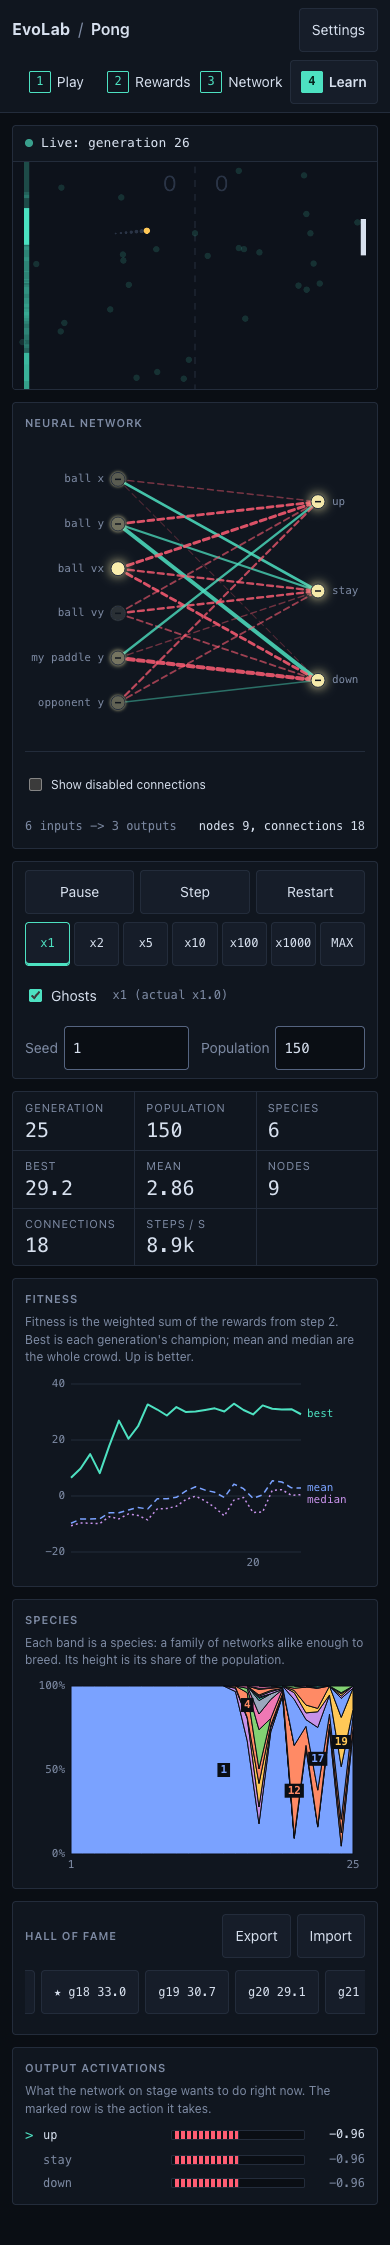 EvoLab / Pong
Settings
1 Play
2 Rewards
3 Network
4 Learn
Live: generation 26
0 0
NEURAL NETWORK
ball x
ball y
ball vx
ball vy
my paddle y
opponent y
up
stay
down
Show disabled connections
6 inputs -> 3 outputs nodes 9, connections 18
Pause Step Restart
x1 x2 x5 x10 x100 x1000 MAX
Ghosts x1 (actual x1.0)
Seed 1 Population 150
GENERATION POPULATION SPECIES
25 150 6
BEST MEAN NODES
29.2 2.86 9
CONNECTIONS STEPS / S
18 8.9k
FITNESS
Fitness is the weighted sum of the rewards from step 2.
Best is each generation's champion; mean and median are
the whole crowd. Up is better.
40
20
0
−20
20
best
mean
median
SPECIES
Each band is a species: a family of networks alike enough to
breed. Its height is its share of the population.
100%
50%
0%
1 25
4
1
19
17
12
HALL OF FAME
Export Import
★ g18 33.0 g19 30.7 g20 29.1 g21
OUTPUT ACTIVATIONS
What the network on stage wants to do right now. The
marked row is the action it takes.
> up −0.96
stay −0.96
down −0.96